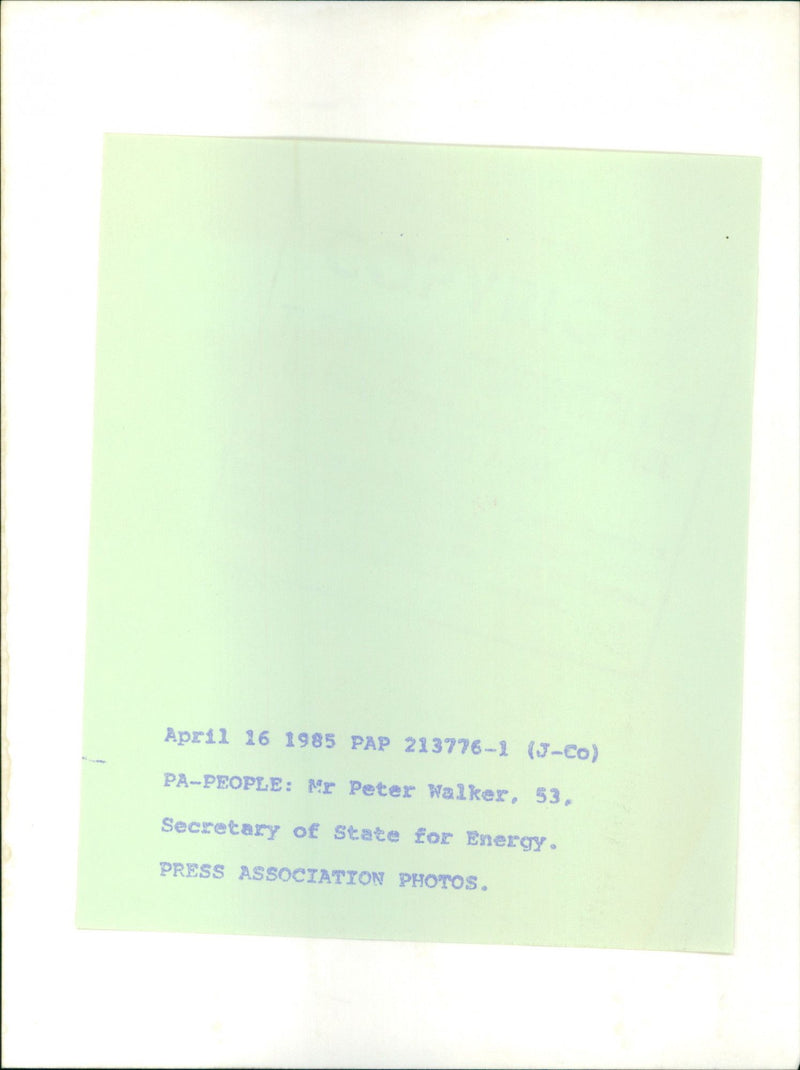 April 16 1985 PAP 213776-1 (J-Co)
PA-PEOPLE: Mr Peter Walker, 53,
Secretary of State for Energy.
PRESS ASSOCIATION PHOTOS.